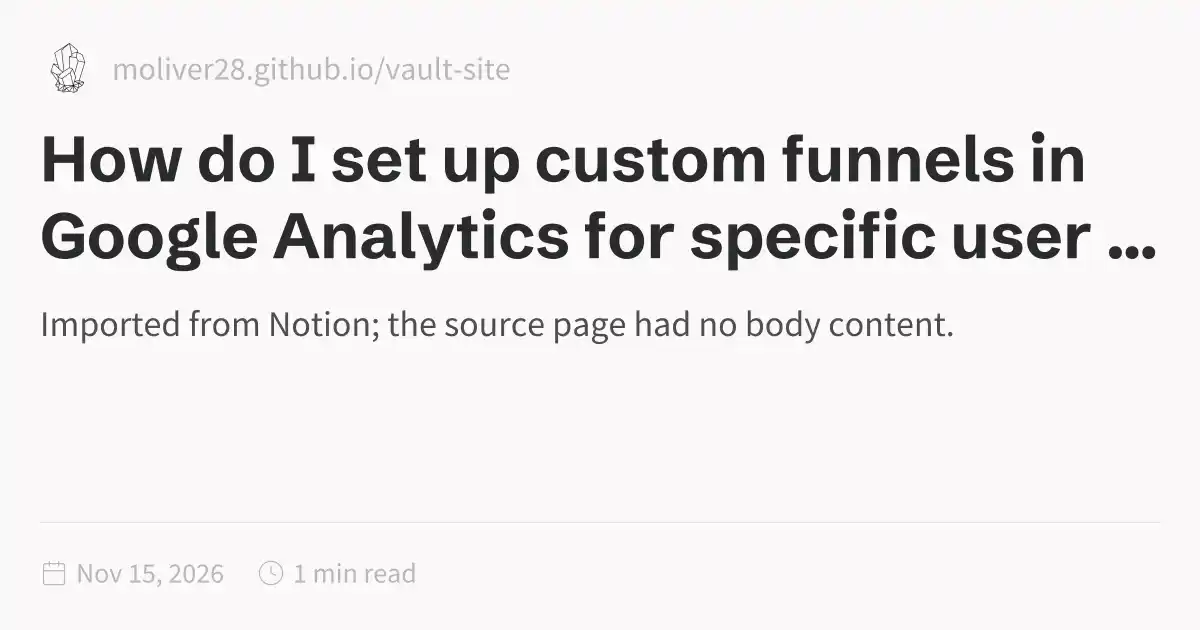 moliver28.github.io/vault-site
How do I set up custom funnels in
Google Analytics for specific user ...
Imported from Notion; the source page had no body content.
Nov 15, 2026 1 min read